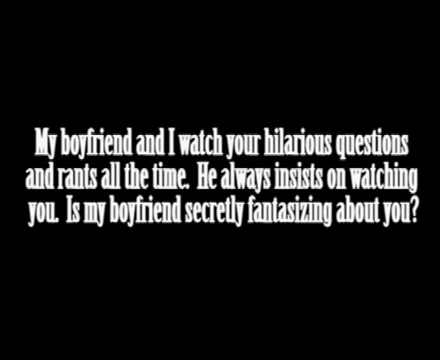 My boyfriend and I watch your hilarious questions
and rants all the time. He always insists on watching
you. Is my boyfriend secretly fantasizing about you?